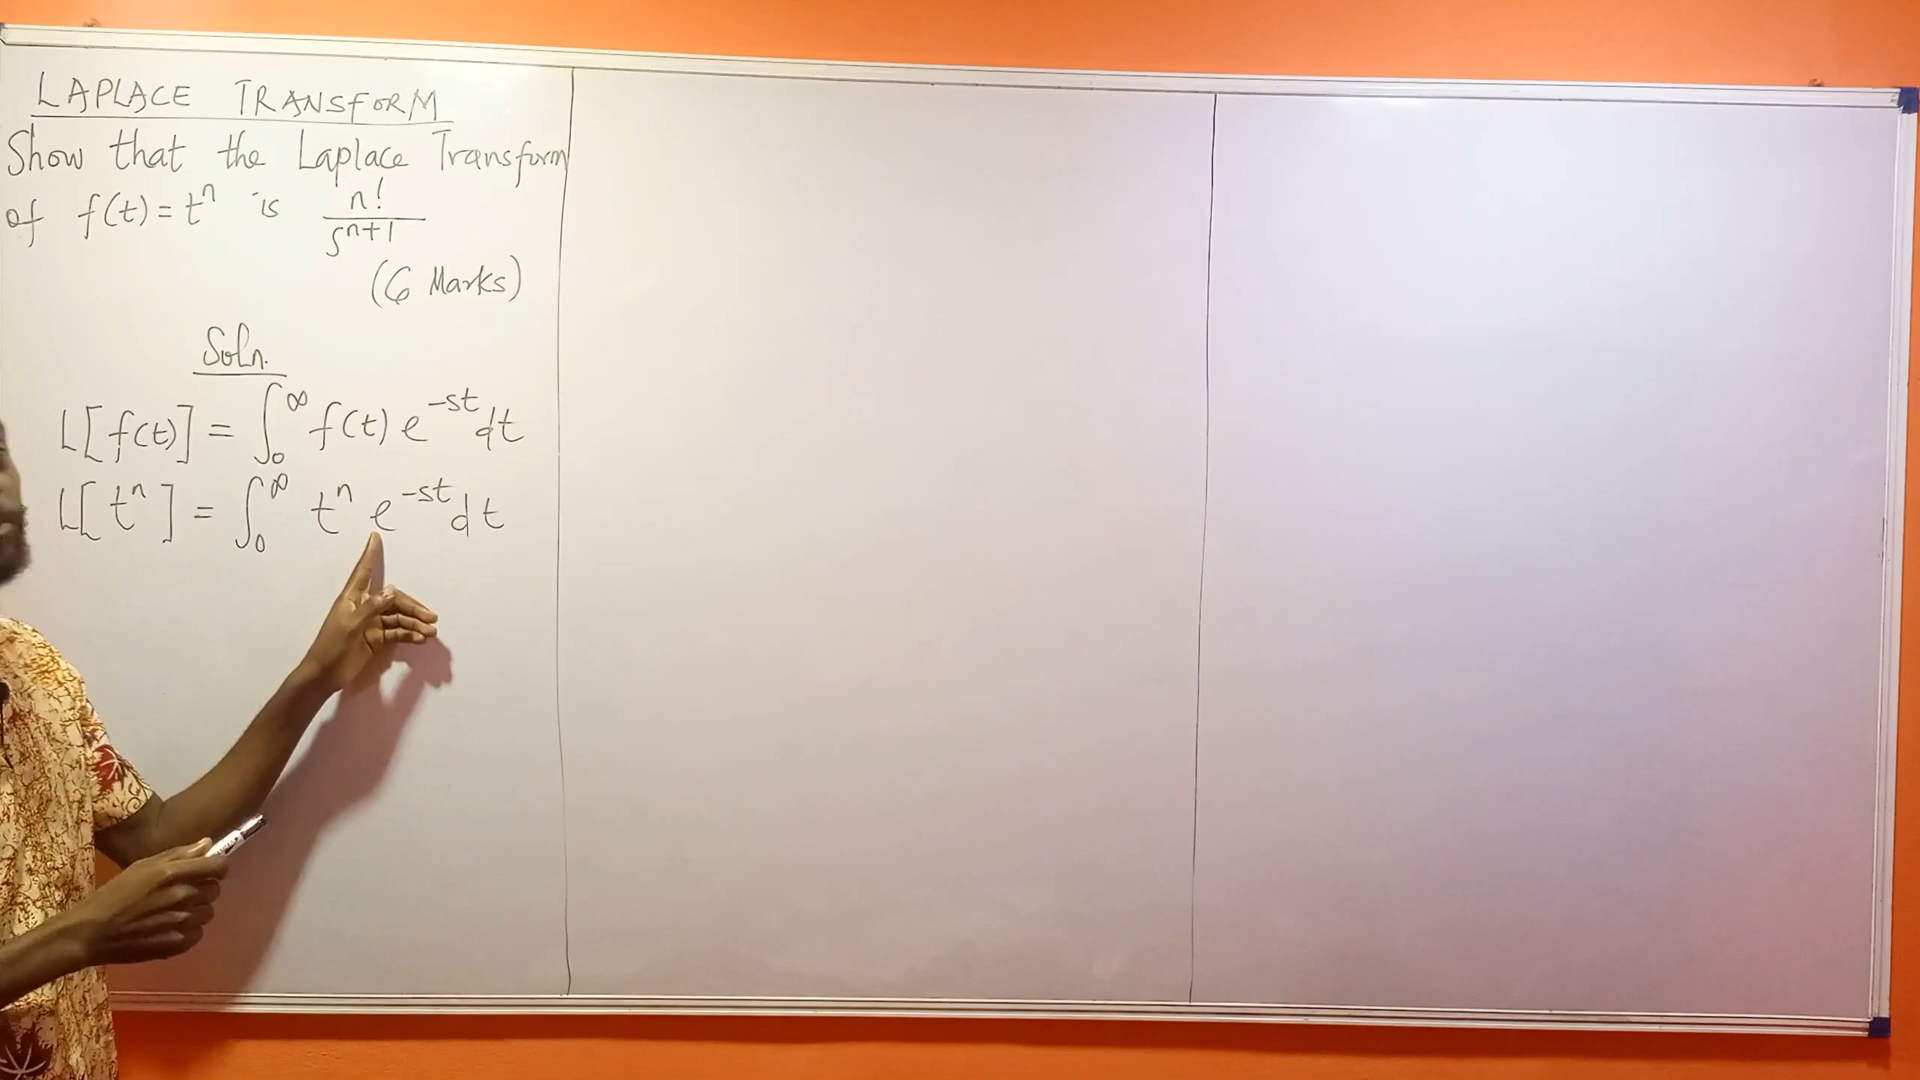 LAPLACE TRANSFORM
Show that the Laplace Transform
of f(t) = tⁿ is n!/sⁿ⁺¹
(6 Marks)
Soln.
L[f(t)] = ∫₀^∞ f(t) e^{-st} dt
L[tⁿ] = ∫₀^∞ tⁿ e^{-st} dt